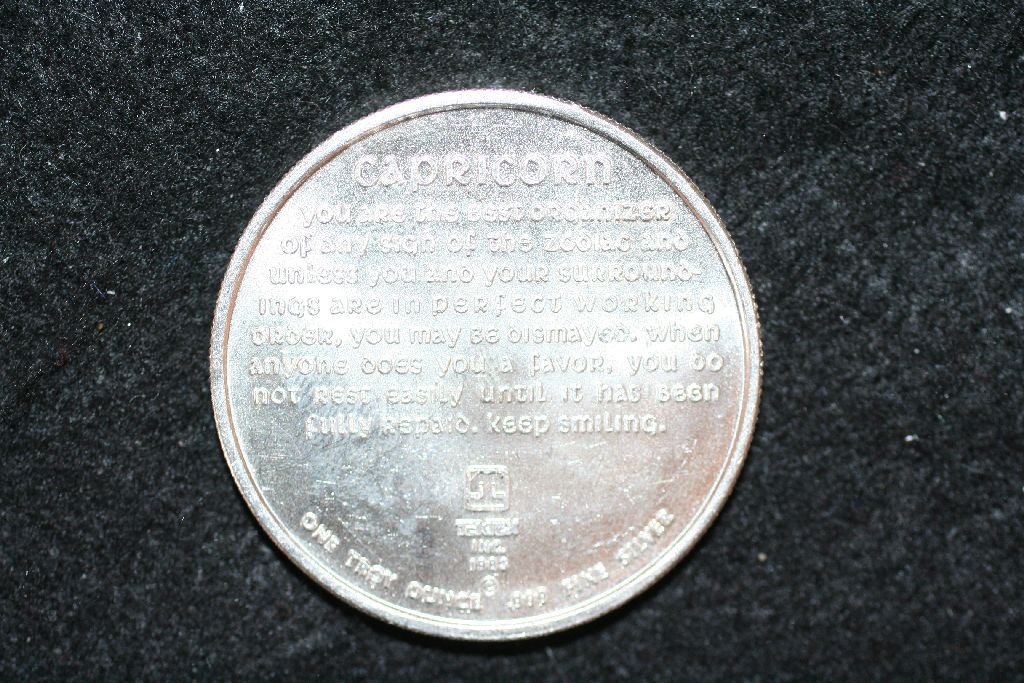 CAPRICORN
YOU ARE THE BEST ORGANIZER
OF ANY SIGN OF THE ZODIAC AND
UNLESS YOU AND YOUR SURROUND-
INGS ARE IN PERFECT WORKING
ORDER, YOU MAY BE DISMAYED. WHEN
ANYONE DOES YOU A FAVOR, YOU DO
NOT REST EASILY UNTIL IT HAS BEEN
FULLY REPAID. KEEP SMILING.
INC.
ONE TROY OUNCE .999 FINE SILVER